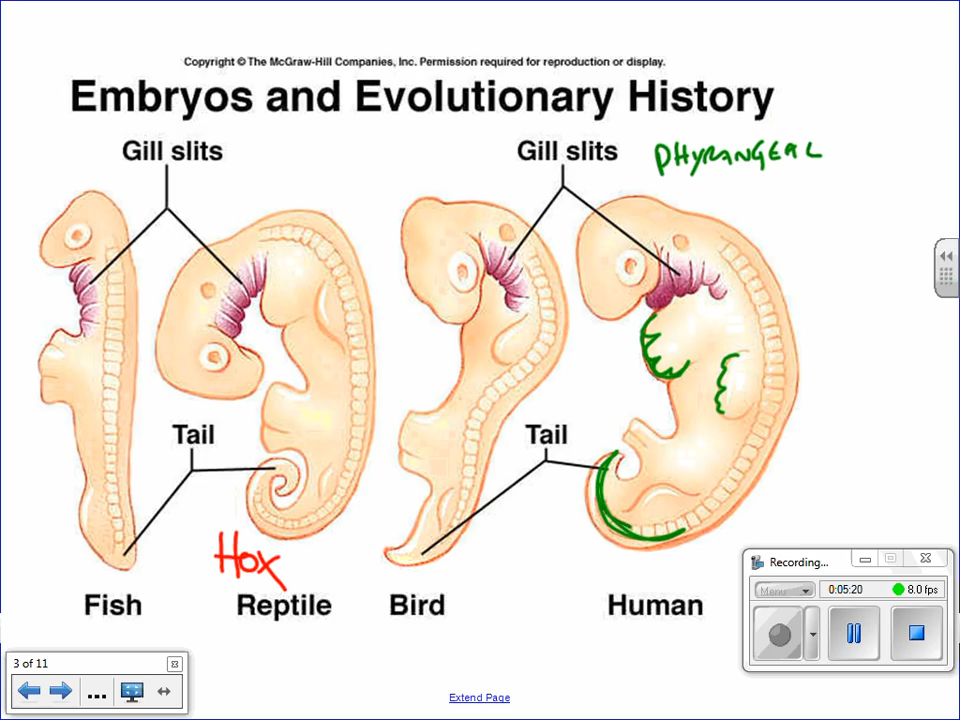 Copyright © The McGraw-Hill Companies, Inc. Permission required for reproduction or display.
Embryos and Evolutionary History
Gill slits
Gill slits
PHYRANGEAL
Tail
Tail
Hox
Fish
Reptile
Bird
Human
Recording...
Menu
0:05:20
8.0 fps
3 of 11
...
Extend Page